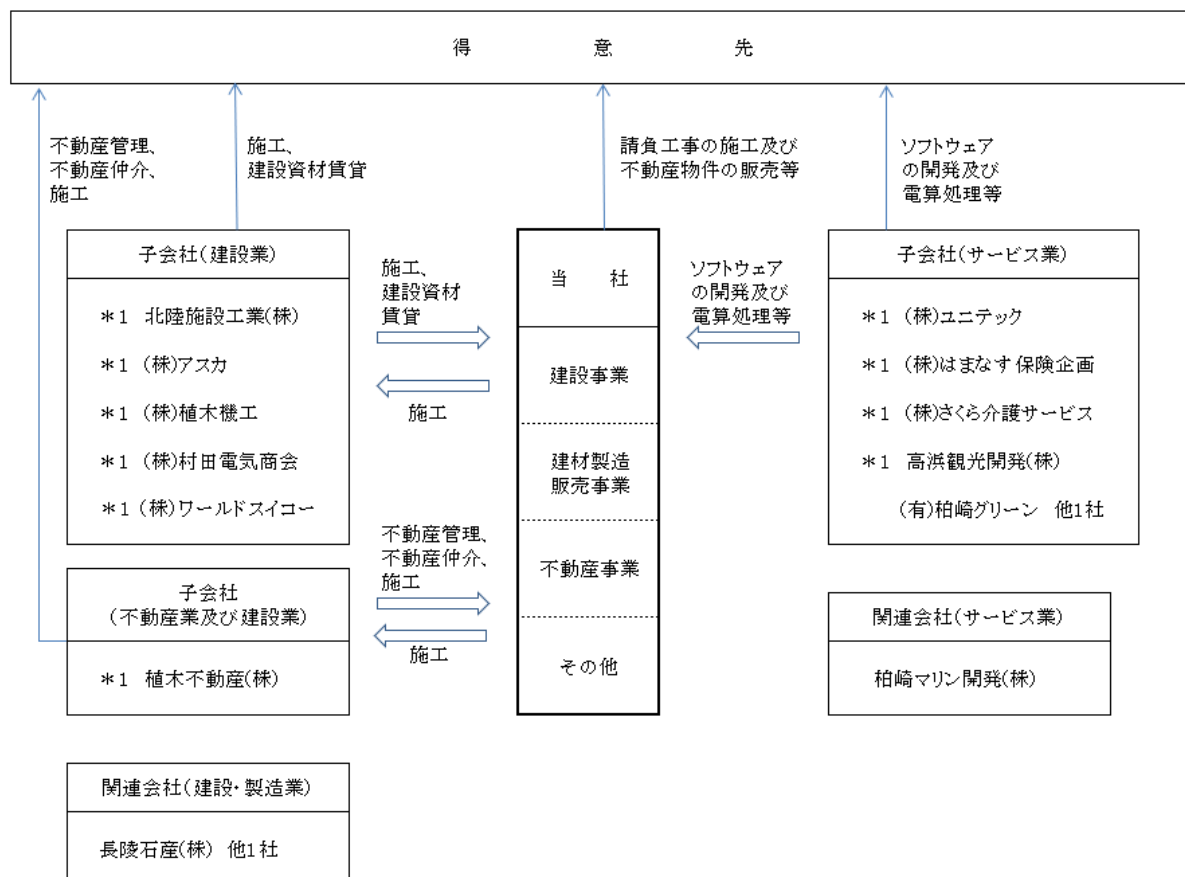 得 意 先
不動産管理、
不動産仲介、
施工
施工、
建設資材賃貸
請負工事の施工及び
不動産物件の販売等
ソフトウェア
の開発及び
電算処理等
子会社(建設業)
*1 北陸施設工業(株)
*1 (株)アスカ
*1 (株)植木機工
*1 (株)村田電気商会
*1 (株)ワールドスイコー
施工、
建設資材
賃貸
施工
当 社
建設事業
建材製造
販売事業
不動産事業
その他
ソフトウェア
の開発及び
電算処理等
子会社(サービス業)
*1 (株)ユニテック
*1 (株)はまなす保険企画
*1 (株)さくら介護サービス
*1 高浜観光開発(株)
(有)柏崎グリーン 他1社
子会社
(不動産業及び建設業)
*1 植木不動産(株)
不動産管理、
不動産仲介、
施工
施工
関連会社(サービス業)
柏崎マリン開発(株)
関連会社(建設・製造業)
長陵石産(株) 他1社